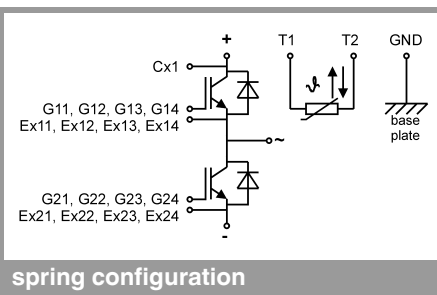 + T1 T2 GND
Cx1
ϑ
G11, G12, G13, G14
Ex11, Ex12, Ex13, Ex14
base
plate
~
G21, G22, G23, G24
Ex21, Ex22, Ex23, Ex24
-
spring configuration